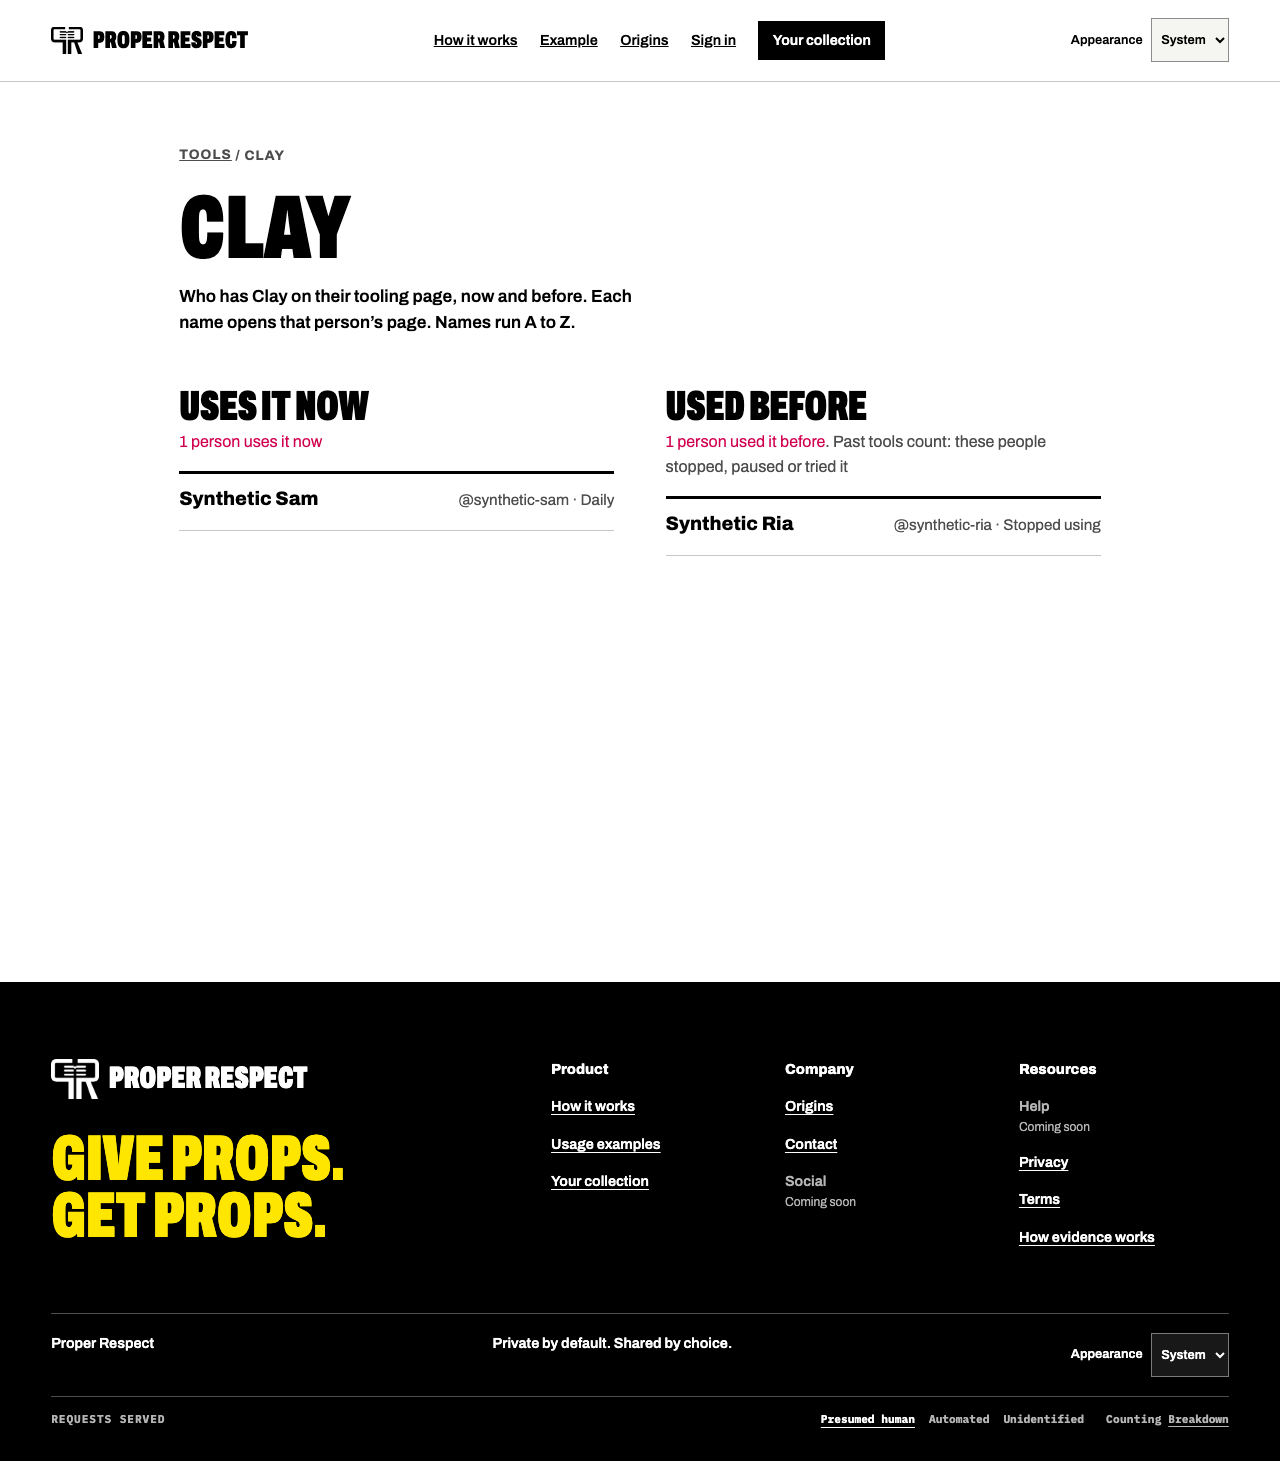 PROPER RESPECT
How it works
Example
Origins
Sign in
Your collection
Appearance
System
TOOLS / CLAY
CLAY
Who has Clay on their tooling page, now and before. Each
name opens that person’s page. Names run A to Z.
USES IT NOW
1 person uses it now
Synthetic Sam
@synthetic-sam · Daily
USED BEFORE
1 person used it before. Past tools count: these people
stopped, paused or tried it
Synthetic Ria
@synthetic-ria · Stopped using
PROPER RESPECT
GIVE PROPS.
GET PROPS.
Product
How it works
Usage examples
Your collection
Company
Origins
Contact
Social
Coming soon
Resources
Help
Coming soon
Privacy
Terms
How evidence works
Proper Respect
Private by default. Shared by choice.
Appearance
System
REQUESTS SERVED
Presumed human
Automated
Unidentified
Counting
Breakdown